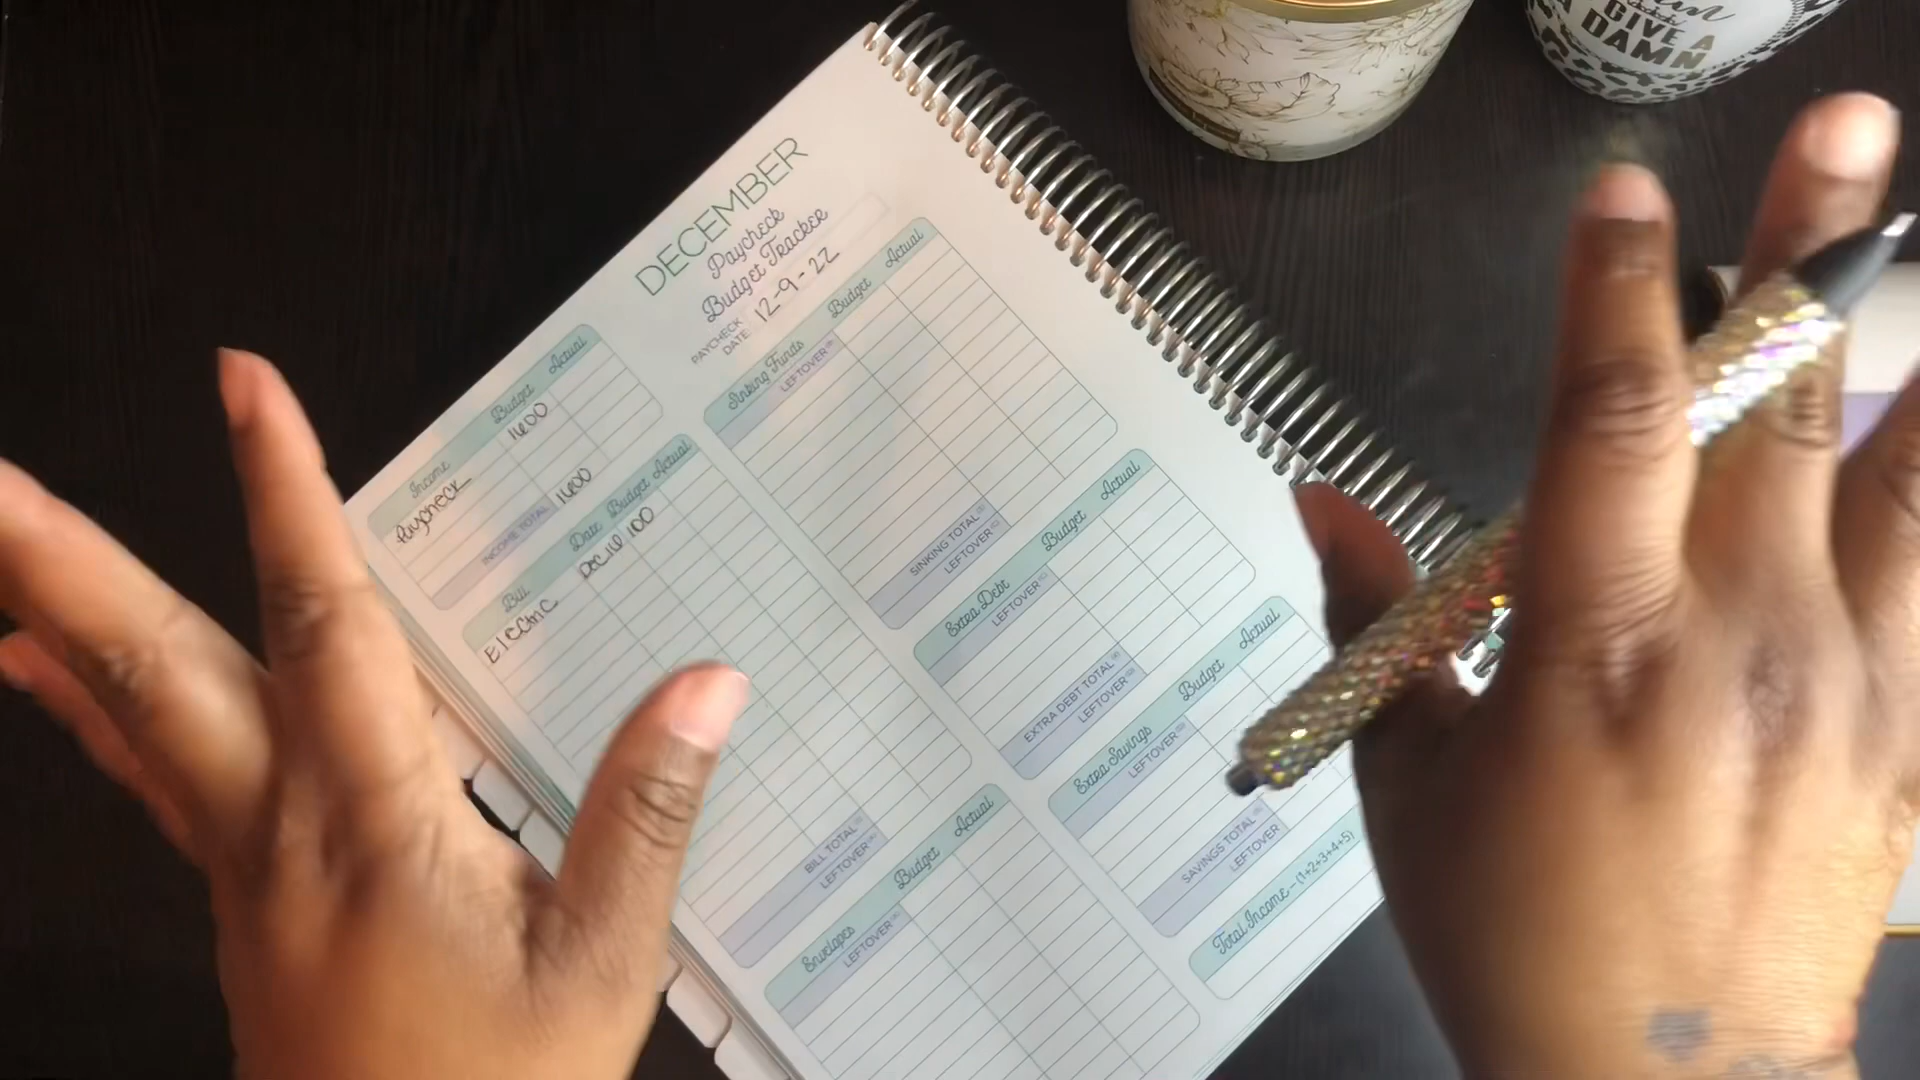 GIVE A
DAMN
DECEMBER
Paycheck
Budget Tracker
PAYCHECK
DATE
12-9-22
Income Budget Actual
Paycheck 1600
INCOME TOTAL 1600
Bill Date Budget Actual
Electric Dec 16 100
BILL TOTAL
LEFTOVER
Envelopes Budget Actual
LEFTOVER
Sinking Funds Budget Actual
LEFTOVER
SINKING TOTAL
LEFTOVER
Extra Debt Budget Actual
LEFTOVER
EXTRA DEBT TOTAL
LEFTOVER
Extra Savings Budget Actual
LEFTOVER
SAVINGS TOTAL
LEFTOVER
Total Income - (1+2+3+4+5)